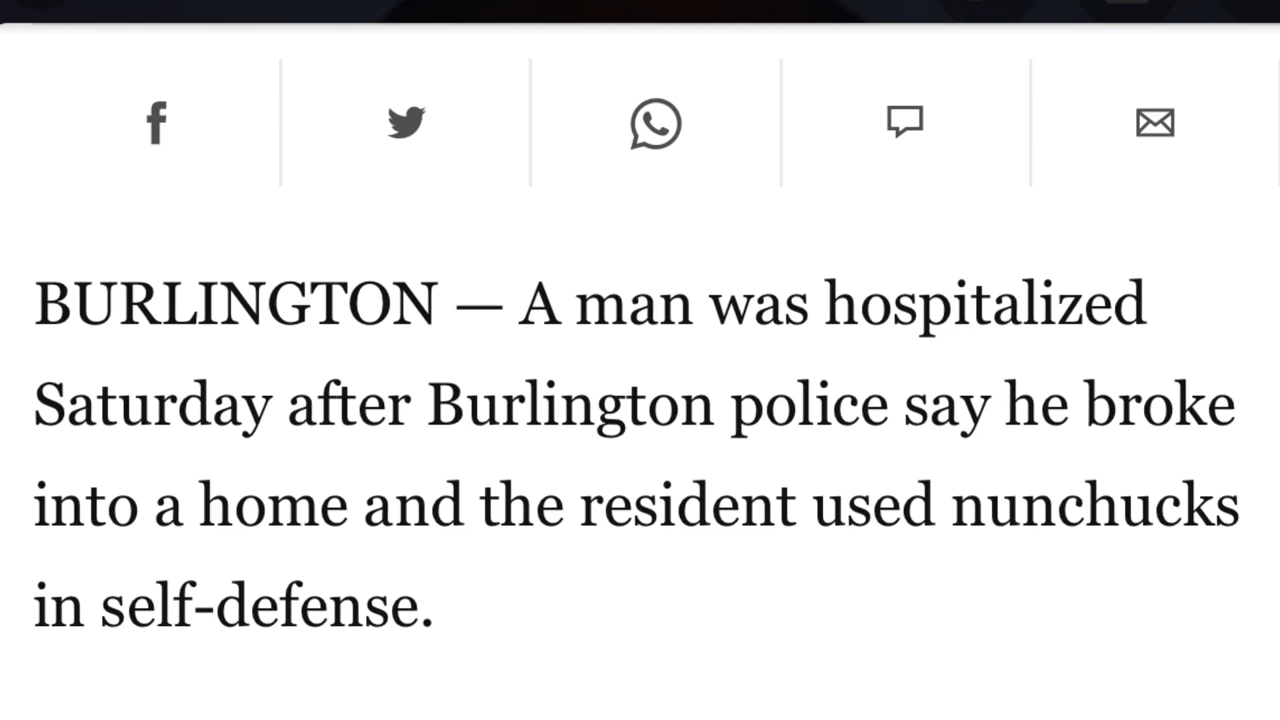 BURLINGTON — A man was hospitalized
Saturday after Burlington police say he broke
into a home and the resident used nunchucks
in self-defense.